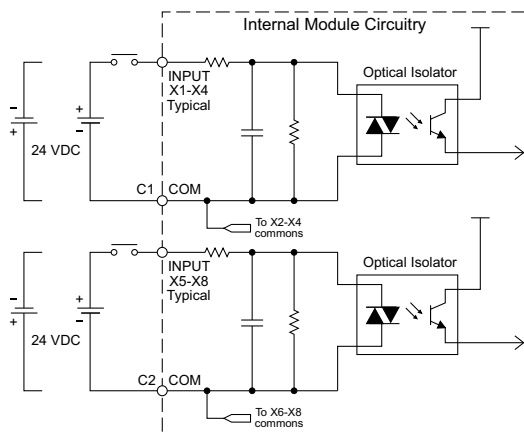 Internal Module Circuitry
INPUT
X1-X4
Typical
Optical Isolator
-
+
+
-
24 VDC
C1
COM
To X2-X4
commons
INPUT
X5-X8
Typical
Optical Isolator
-
+
+
-
24 VDC
C2
COM
To X6-X8
commons